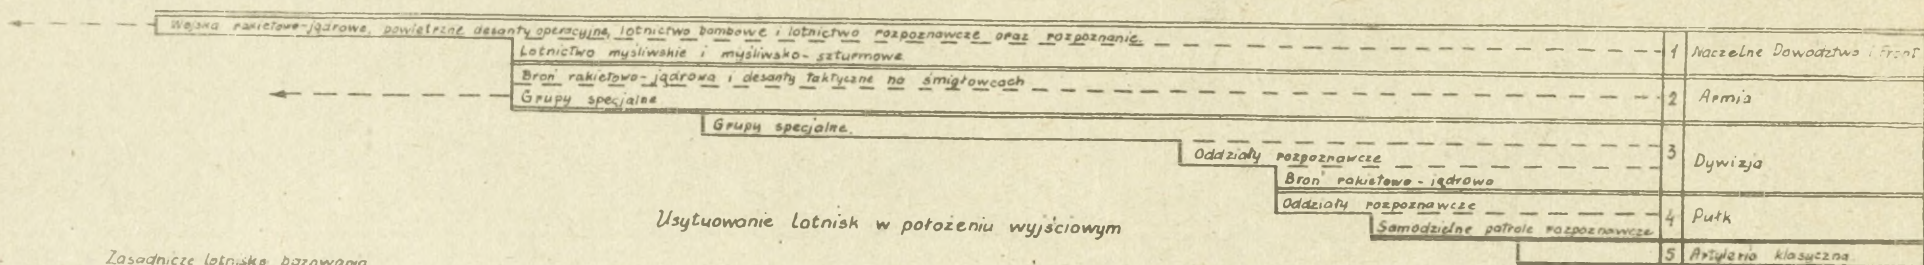 Wojska rakietowo-jądrowe, powietrzne desanty operacyjne, lotnictwo bombowe i lotnictwo rozpoznawcze oraz rozpoznanie.
Lotnictwo myśliwskie i myśliwsko-szturmowe
1 Naczelne Dowództwo i Front
Broń rakietowo-jądrowa i desanty taktyczne na śmigłowcach
Grupy specjalne
2 Armia
Grupy specjalne.
Oddziały rozpoznawcze
Broń rakietowo-jądrowo
3 Dywizja
Oddziały rozpoznawcze
Samodzielne patrole rozpoznawcze
4 Pułk
5 Artyleria klasyczna
Usytuowanie lotnisk w położeniu wyjściowym
Zasadnicze lotniska bazowania